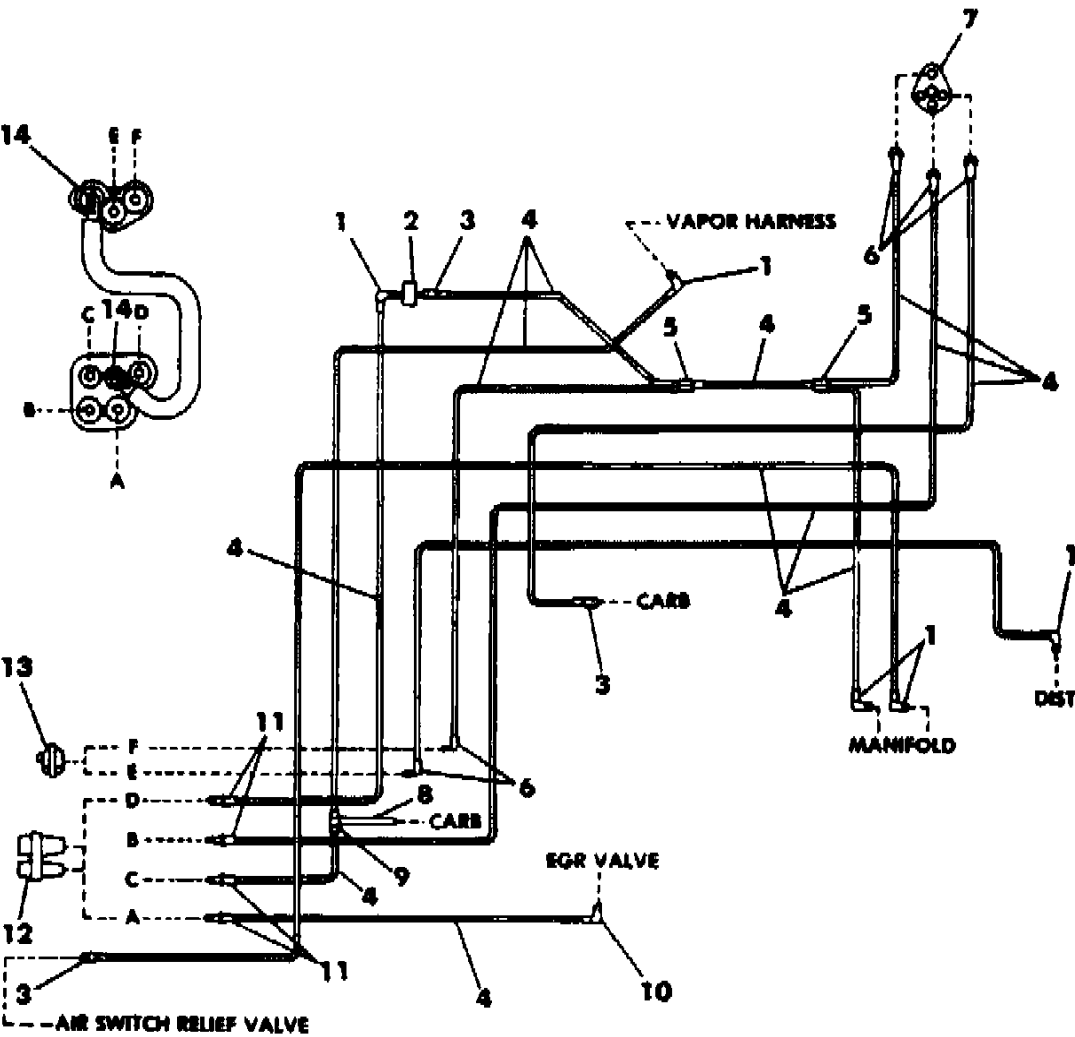 7
14
E F
1 2 3 4
VAPOR HARNESS
1
6
C 14 D
5 4 5
4
B
A
4
4
1
CARB
3
1
13
DIST
MANIFOLD
11
F
E
6
D
8
B
CARB
EGR VALVE
C
9
4
A
12
11
3
4
10
AIR SWITCH RELIEF VALVE